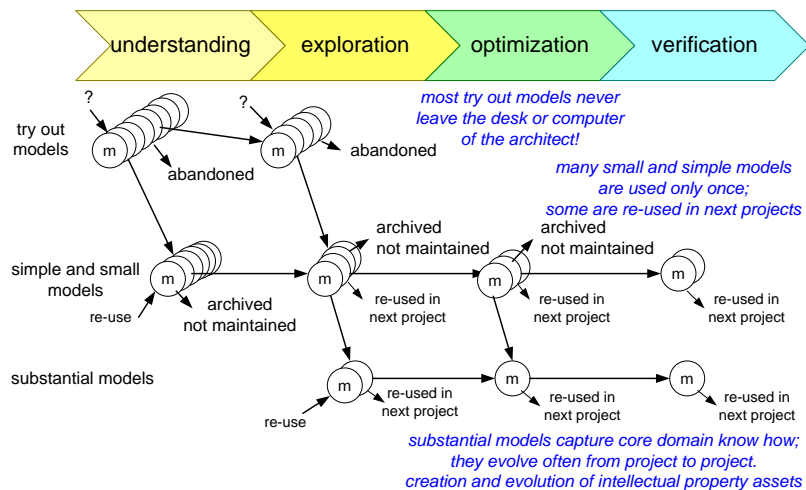 understanding
exploration
optimization
verification
?
?
most try out models never
leave the desk or computer
of the architect!
try out
models
m
m
abandoned
abandoned
many small and simple models
are used only once;
some are re-used in next projects
archived
not maintained
archived
not maintained
simple and small
models
m
m
m
m
re-use
archived
not maintained
re-used in
next project
re-used in
next project
re-used in
next project
substantial models
m
m
m
re-use
re-used in
next project
re-used in
next project
re-used in
next project
substantial models capture core domain know how;
they evolve often from project to project.
creation and evolution of intellectual property assets